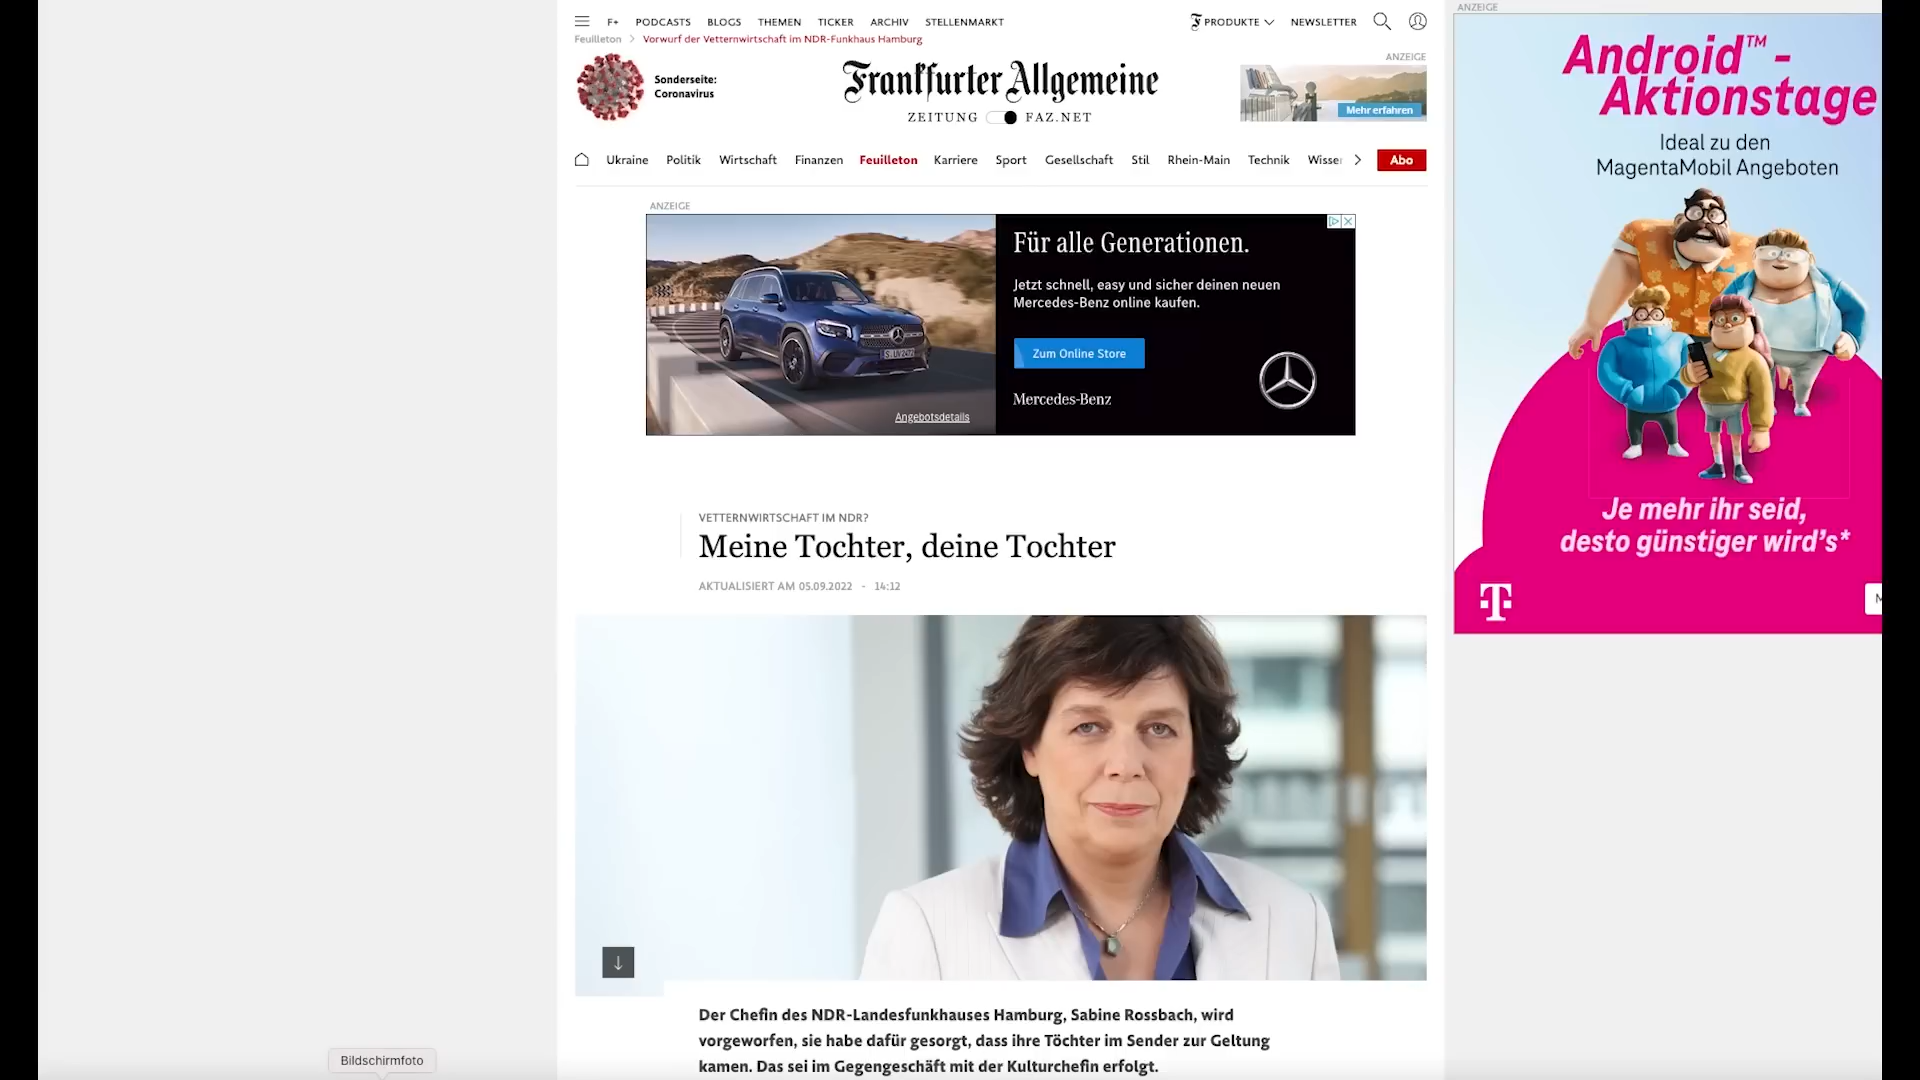 F+ PODCASTS BLOGS THEMEN TICKER ARCHIV STELLENMARKT PRODUKTE NEWSLETTER
Feuilleton > Vorwurf der Vetternwirtschaft im NDR-Funkhaus Hamburg
Sonderseite:
Coronavirus
Frankfurter Allgemeine
ZEITUNG FAZ.NET
ANZEIGE
Mehr erfahren
Ukraine Politik Wirtschaft Finanzen Feuilleton Karriere Sport Gesellschaft Stil Rhein-Main Technik Abo
ANZEIGE
Für alle Generationen.
Jetzt schnell, easy und sicher deinen neuen
Mercedes-Benz online kaufen.
Zum Online Store
Mercedes-Benz
Angebotsdetails
VETTERNWIRTSCHAFT IM NDR?
Meine Tochter, deine Tochter
AKTUALISIERT AM 05.09.2022 - 14:12
Der Chefin des NDR-Landesfunkhauses Hamburg, Sabine Rossbach, wird
vorgeworfen, sie habe dafür gesorgt, dass ihre Töchter im Sender zur Geltung
kamen. Das sei im Gegengeschäft mit der Kulturchefin erfolgt.
ANZEIGE
Android™ -
Aktionstage
Ideal zu den
MagentaMobil Angeboten
Je mehr ihr seid,
desto günstiger wird's*
T
Bildschirmfoto